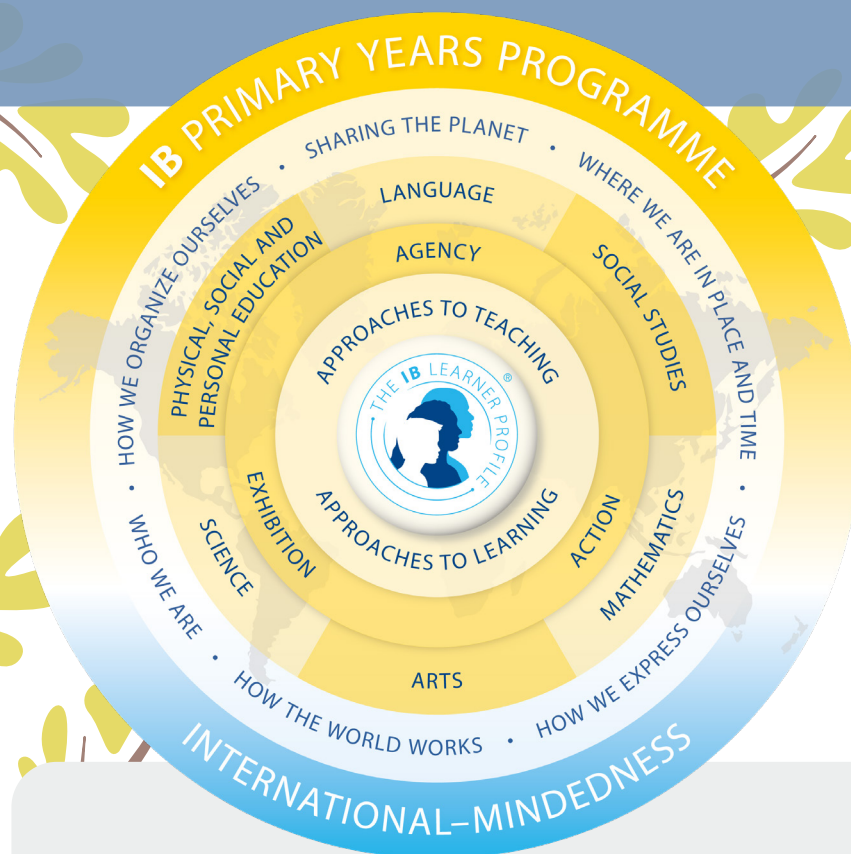 IB PRIMARY YEARS PROGRAMME
SHARING THE PLANET
•
WHERE WE ARE IN PLACE AND TIME
•
HOW WE EXPRESS OURSELVES
•
HOW THE WORLD WORKS
•
WHO WE ARE
•
HOW WE ORGANIZE OURSELVES
•
LANGUAGE
SOCIAL STUDIES
MATHEMATICS
ARTS
SCIENCE
PHYSICAL, SOCIAL AND
PERSONAL EDUCATION
AGENCY
ACTION
EXHIBITION
APPROACHES TO TEACHING
APPROACHES TO LEARNING
• THE IB LEARNER PROFILE •
®
INTERNATIONAL–MINDEDNESS